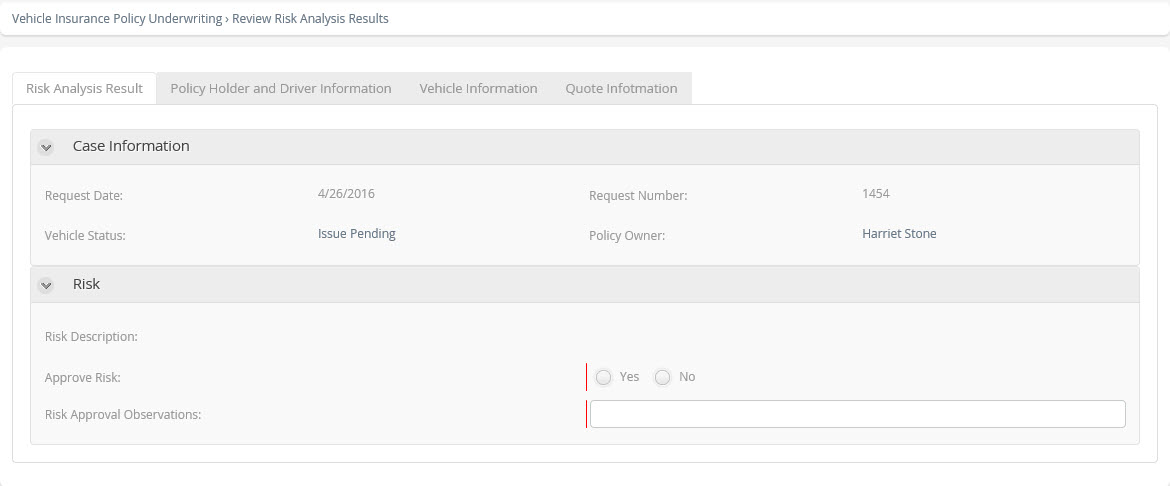 Vehicle Insurance Policy Underwriting › Review Risk Analysis Results
Risk Analysis Result Policy Holder and Driver Information Vehicle Information Quote Infotmation
Case Information
Request Date: 4/26/2016 Request Number: 1454
Vehicle Status: Issue Pending Policy Owner: Harriet Stone
Risk
Risk Description:
Approve Risk: Yes No
Risk Approval Observations: